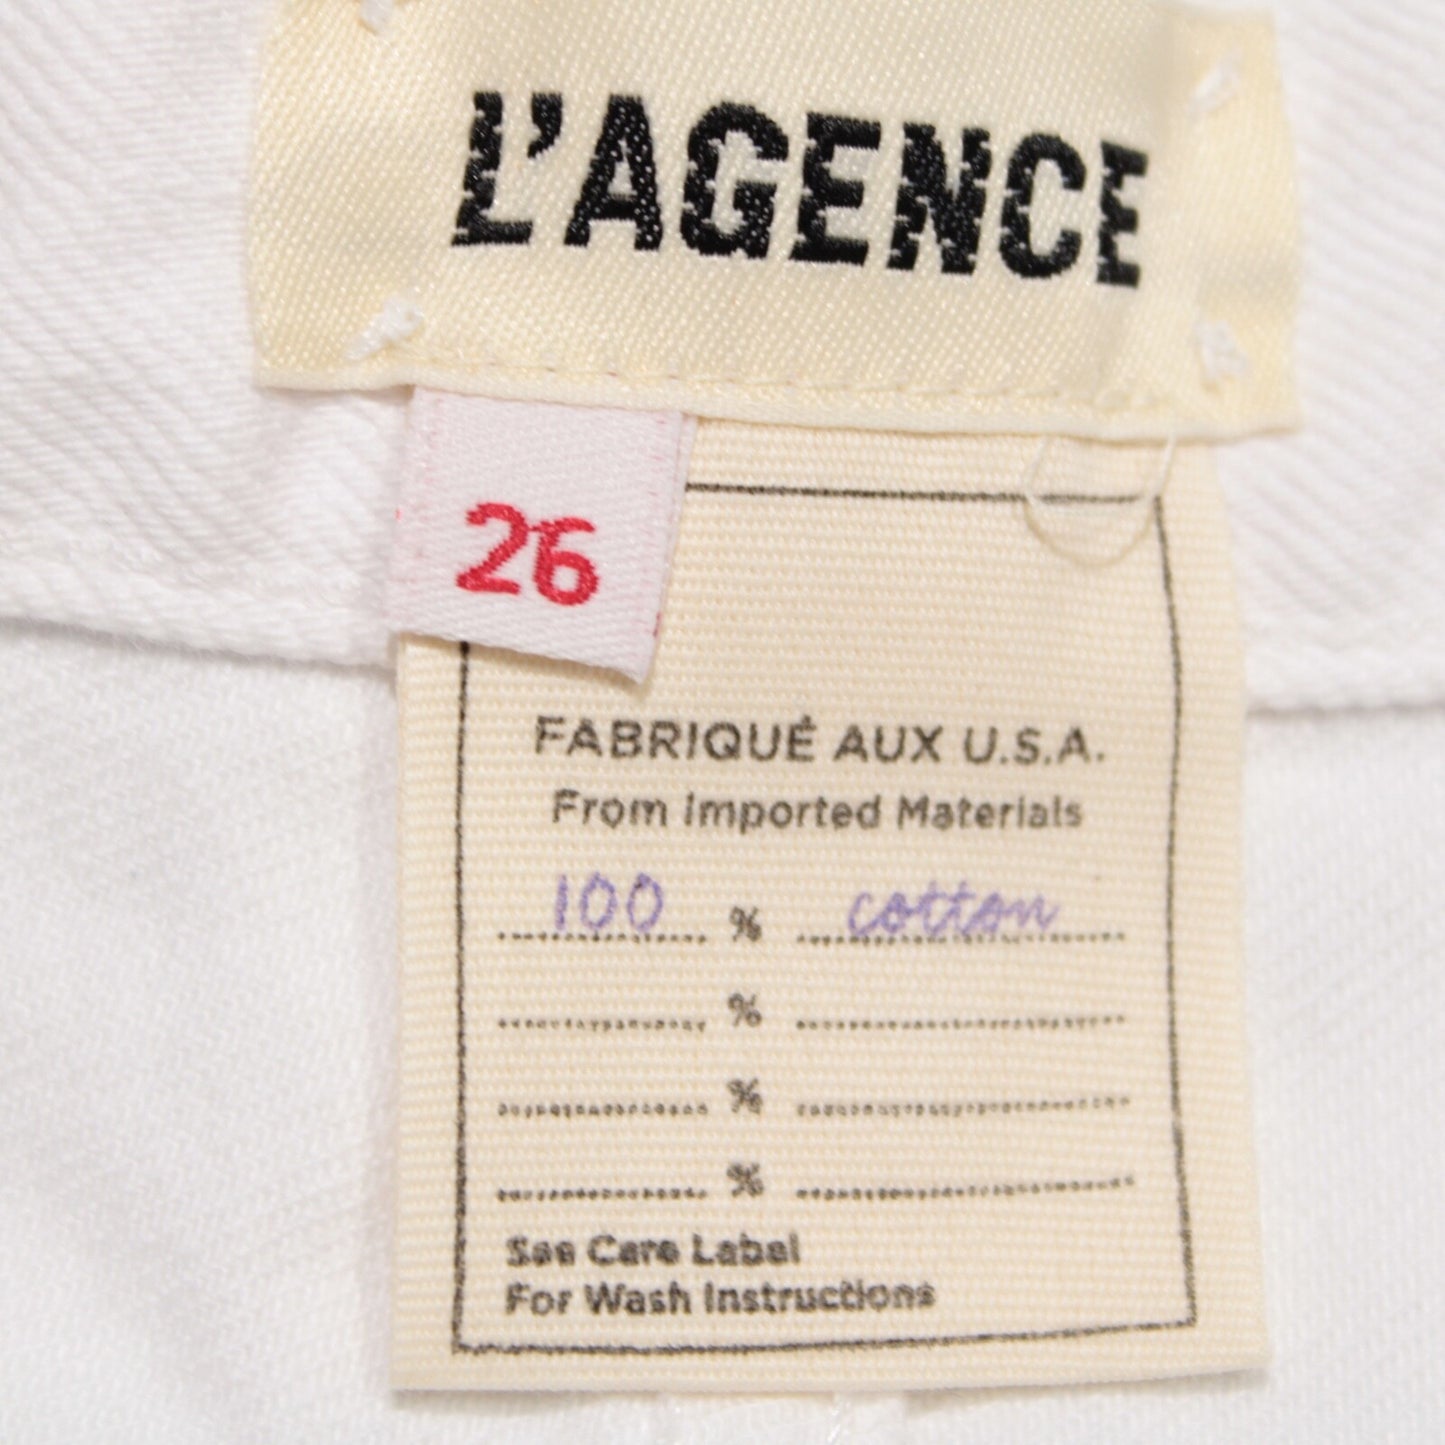 L'AGENCE
26
FABRIQUÉ AUX U.S.A.
From Imported Materials
100 % cotton
%
%
%
See Care Label
For Wash Instructions